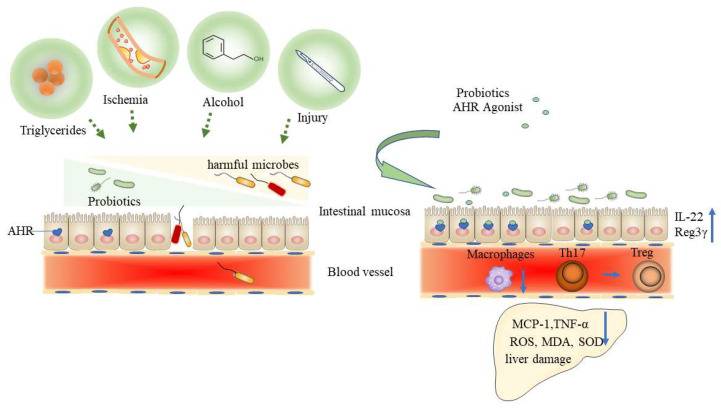 Triglycerides
Ischemia
OH
Alcohol
Injury
harmful microbes
Probiotics
AHR
Intestinal mucosa
Blood vessel
Probiotics
AHR Agonist
IL-22
Reg3γ
Macrophages
Th17
Treg
MCP-1,TNF-α
ROS, MDA, SOD
liver damage